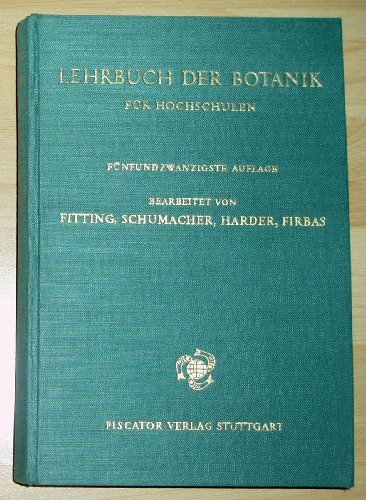 LEHRBUCH DER BOTANIK
FÜR HOCHSCHULEN
FÜNFUNDZWANZIGSTE AUFLAGE
BEARBEITET VON
FITTING, SCHUMACHER, HARDER, FIRBAS
PISCATOR VERLAG STUTTGART